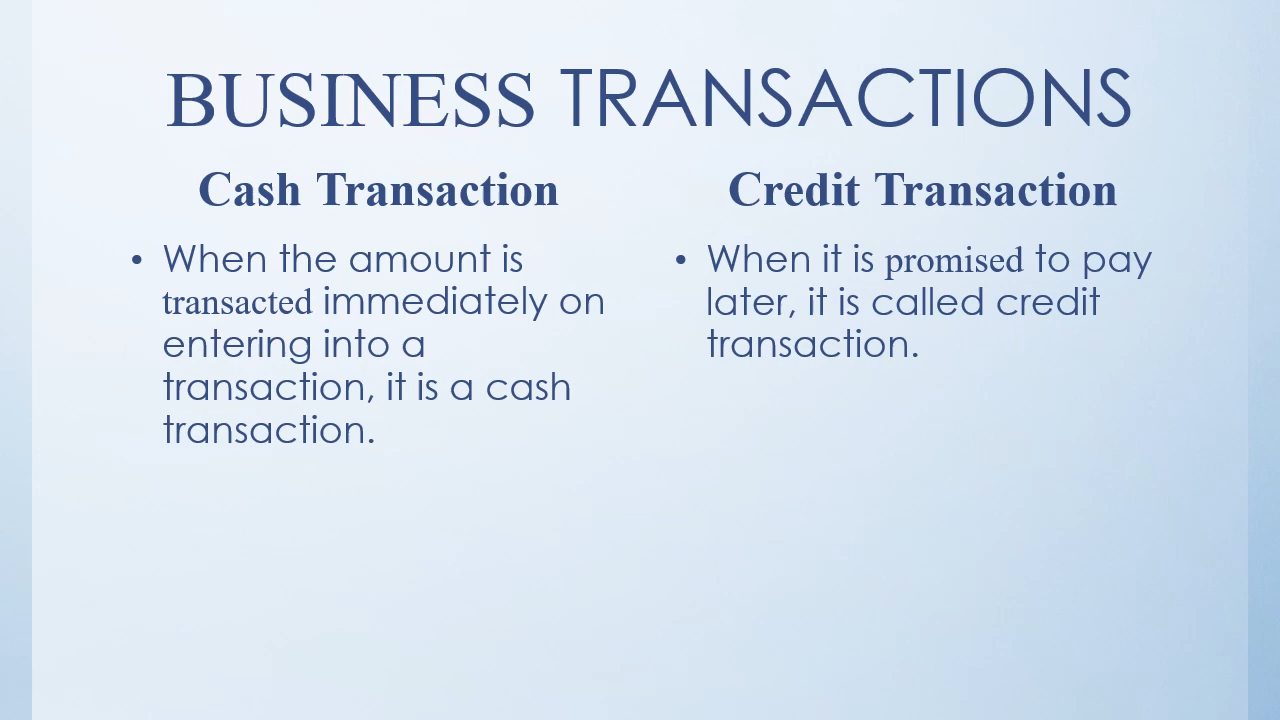 BUSINESS TRANSACTIONS
Cash Transaction
• When the amount is
transacted immediately on
entering into a
transaction, it is a cash
transaction.
Credit Transaction
• When it is promised to pay
later, it is called credit
transaction.